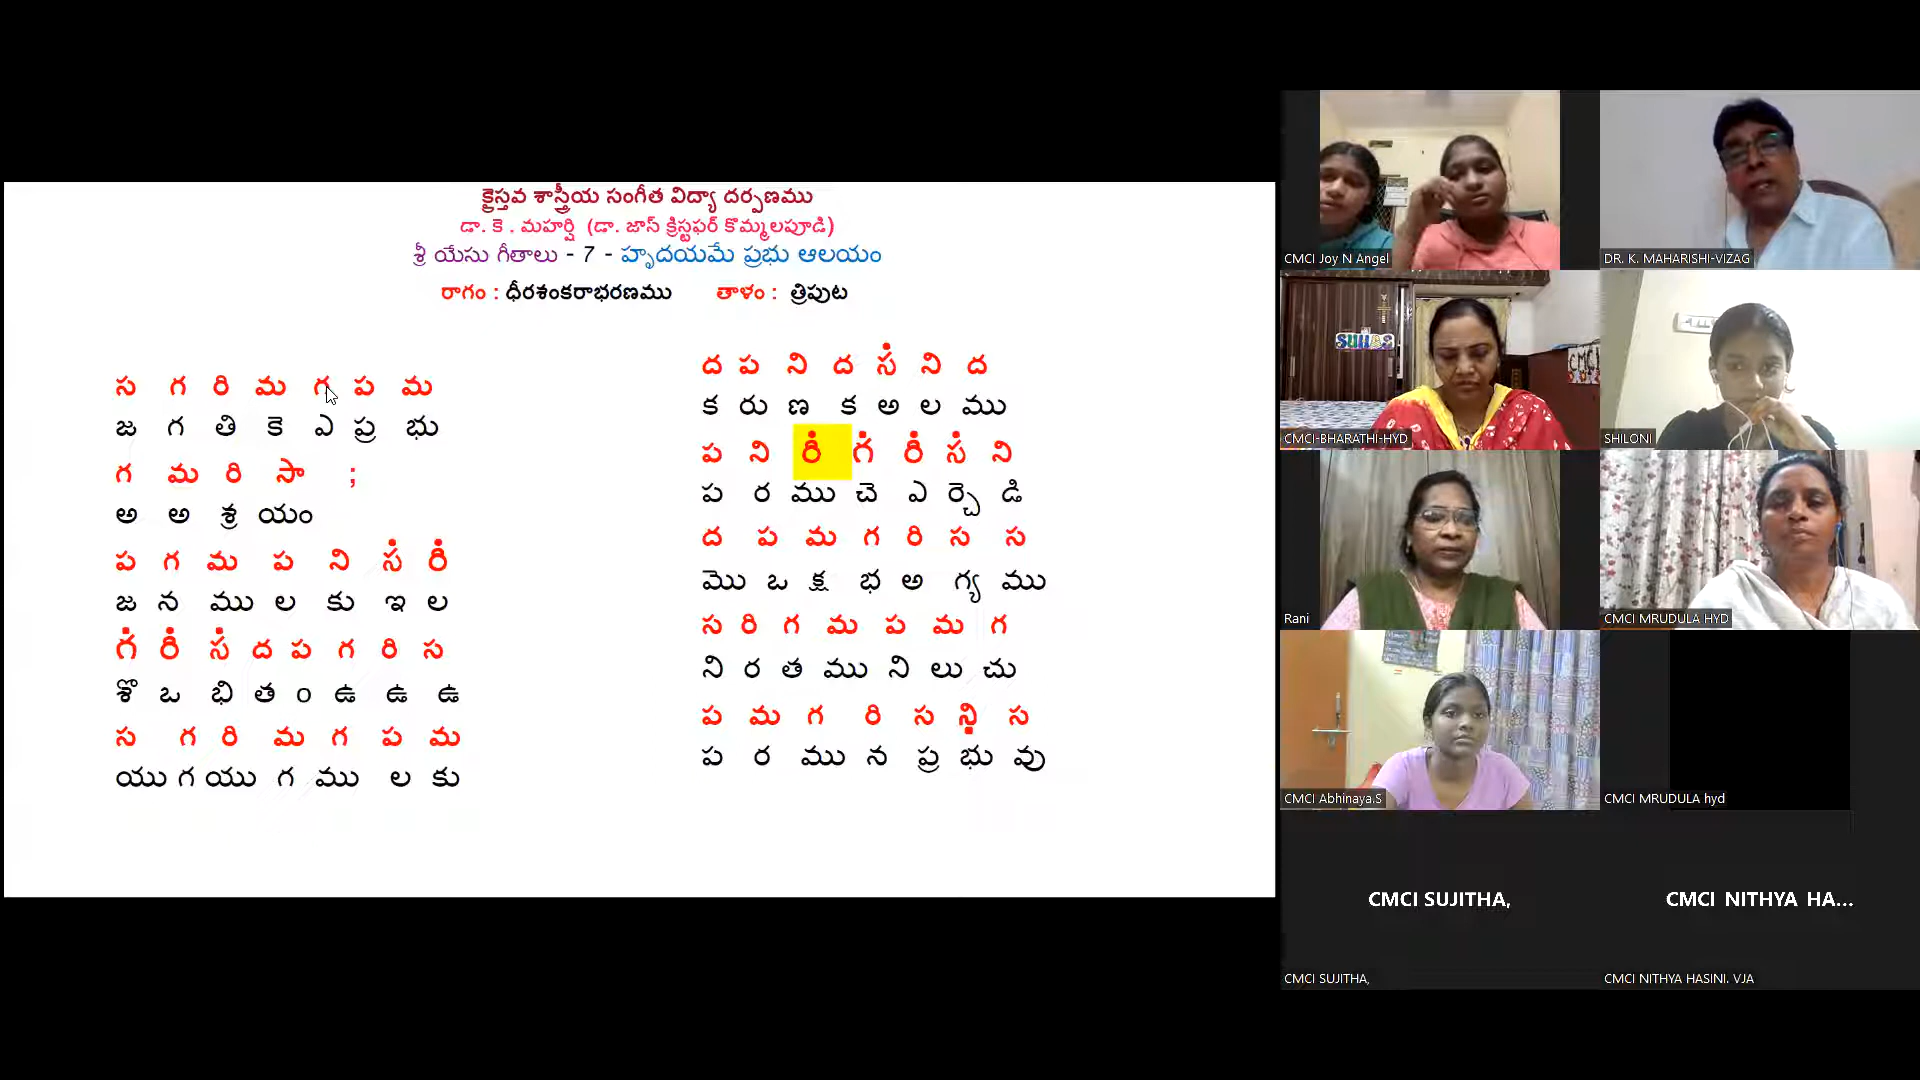 క్రైస్తవ శాస్త్రీయ సంగీత విద్యా దర్పణము
డా. కె . మహర్షి (డా. జాస్ క్రిస్టఫర్ కొమ్మలపూడి)
శ్రీ యేసు గీతాలు - 7 - హృదయమే ప్రభు ఆలయం
రాగం : ధీరశంకరాభరణము తాళం : త్రిపుట
స గ రి మ గ ప మ
జ గ తి కె ఎ ప్ర భు
గ మ రి సా ;
అ అ శ్ర యం
ప గ మ ప ని స̇ రి̇
జ న ము ల కు ఇ ల
గ̇ రి̇ స̇ ద ప గ రి స
శొ ఒ భి త ం ఉ ఉ ఉ
స గ రి మ గ ప మ
యు గ యు గ ము ల కు
ద ప ని ద స̇ ని ద
క రు ణ క అ ల ము
ప ని రి̇ గ̇ రి̇ స̇ ని
ప ర ము చె ఎ ర్చె డి
ద ప మ గ రి స స
మొ ఒ క్ష భ అ గ్య ము
స రి గ మ ప మ గ
ని ర త ము ని లు చు
ప మ గ రి స ని̣ స
ప ర ము న ప్ర భు వు
CMCI Joy N Angel
DR. K. MAHARISHI-VIZAG
CMCI-BHARATHI-HYD
SHILONI
Rani
CMCI MRUDULA HYD
CMCI Abhinaya.S
CMCI MRUDULA hyd
CMCI SUJITHA,
CMCI NITHYA HA...
CMCI SUJITHA,
CMCI NITHYA HASINI. VJA